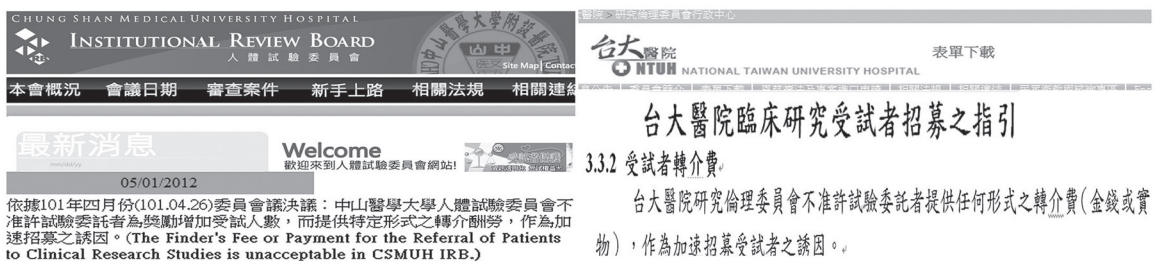 CHUNG SHAN MEDICAL UNIVERSITY HOSPITAL
INSTITUTIONAL REVIEW BOARD
人體試驗委員會
Site Map| Contac
本會概況 會議日期 審查案件 新手上路 相關法規 相關連結
最新消息
mm/dd/yy
Welcome
歡迎來到人體試驗委員會網站!
05/01/2012
依據101年四月份(101.04.26)委員會議決議：中山醫學大學人體試驗委員會不
准許試驗委託者為獎勵增加受試人數，而提供特定形式之轉介酬勞，作為加
速招募之誘因。(The Finder's Fee or Payment for the Referral of Patients
to Clinical Research Studies is unacceptable in CSMUH IRB.)
醫院 > 研究倫理委員會行政中心
台大醫院
NTUH NATIONAL TAIWAN UNIVERSITY HOSPITAL
表單下載
台大醫院臨床研究受試者招募之指引
3.3.2 受試者轉介費
台大醫院研究倫理委員會不准許試驗委託者提供任何形式之轉介費(金錢或實
物)，作為加速招募受試者之誘因。